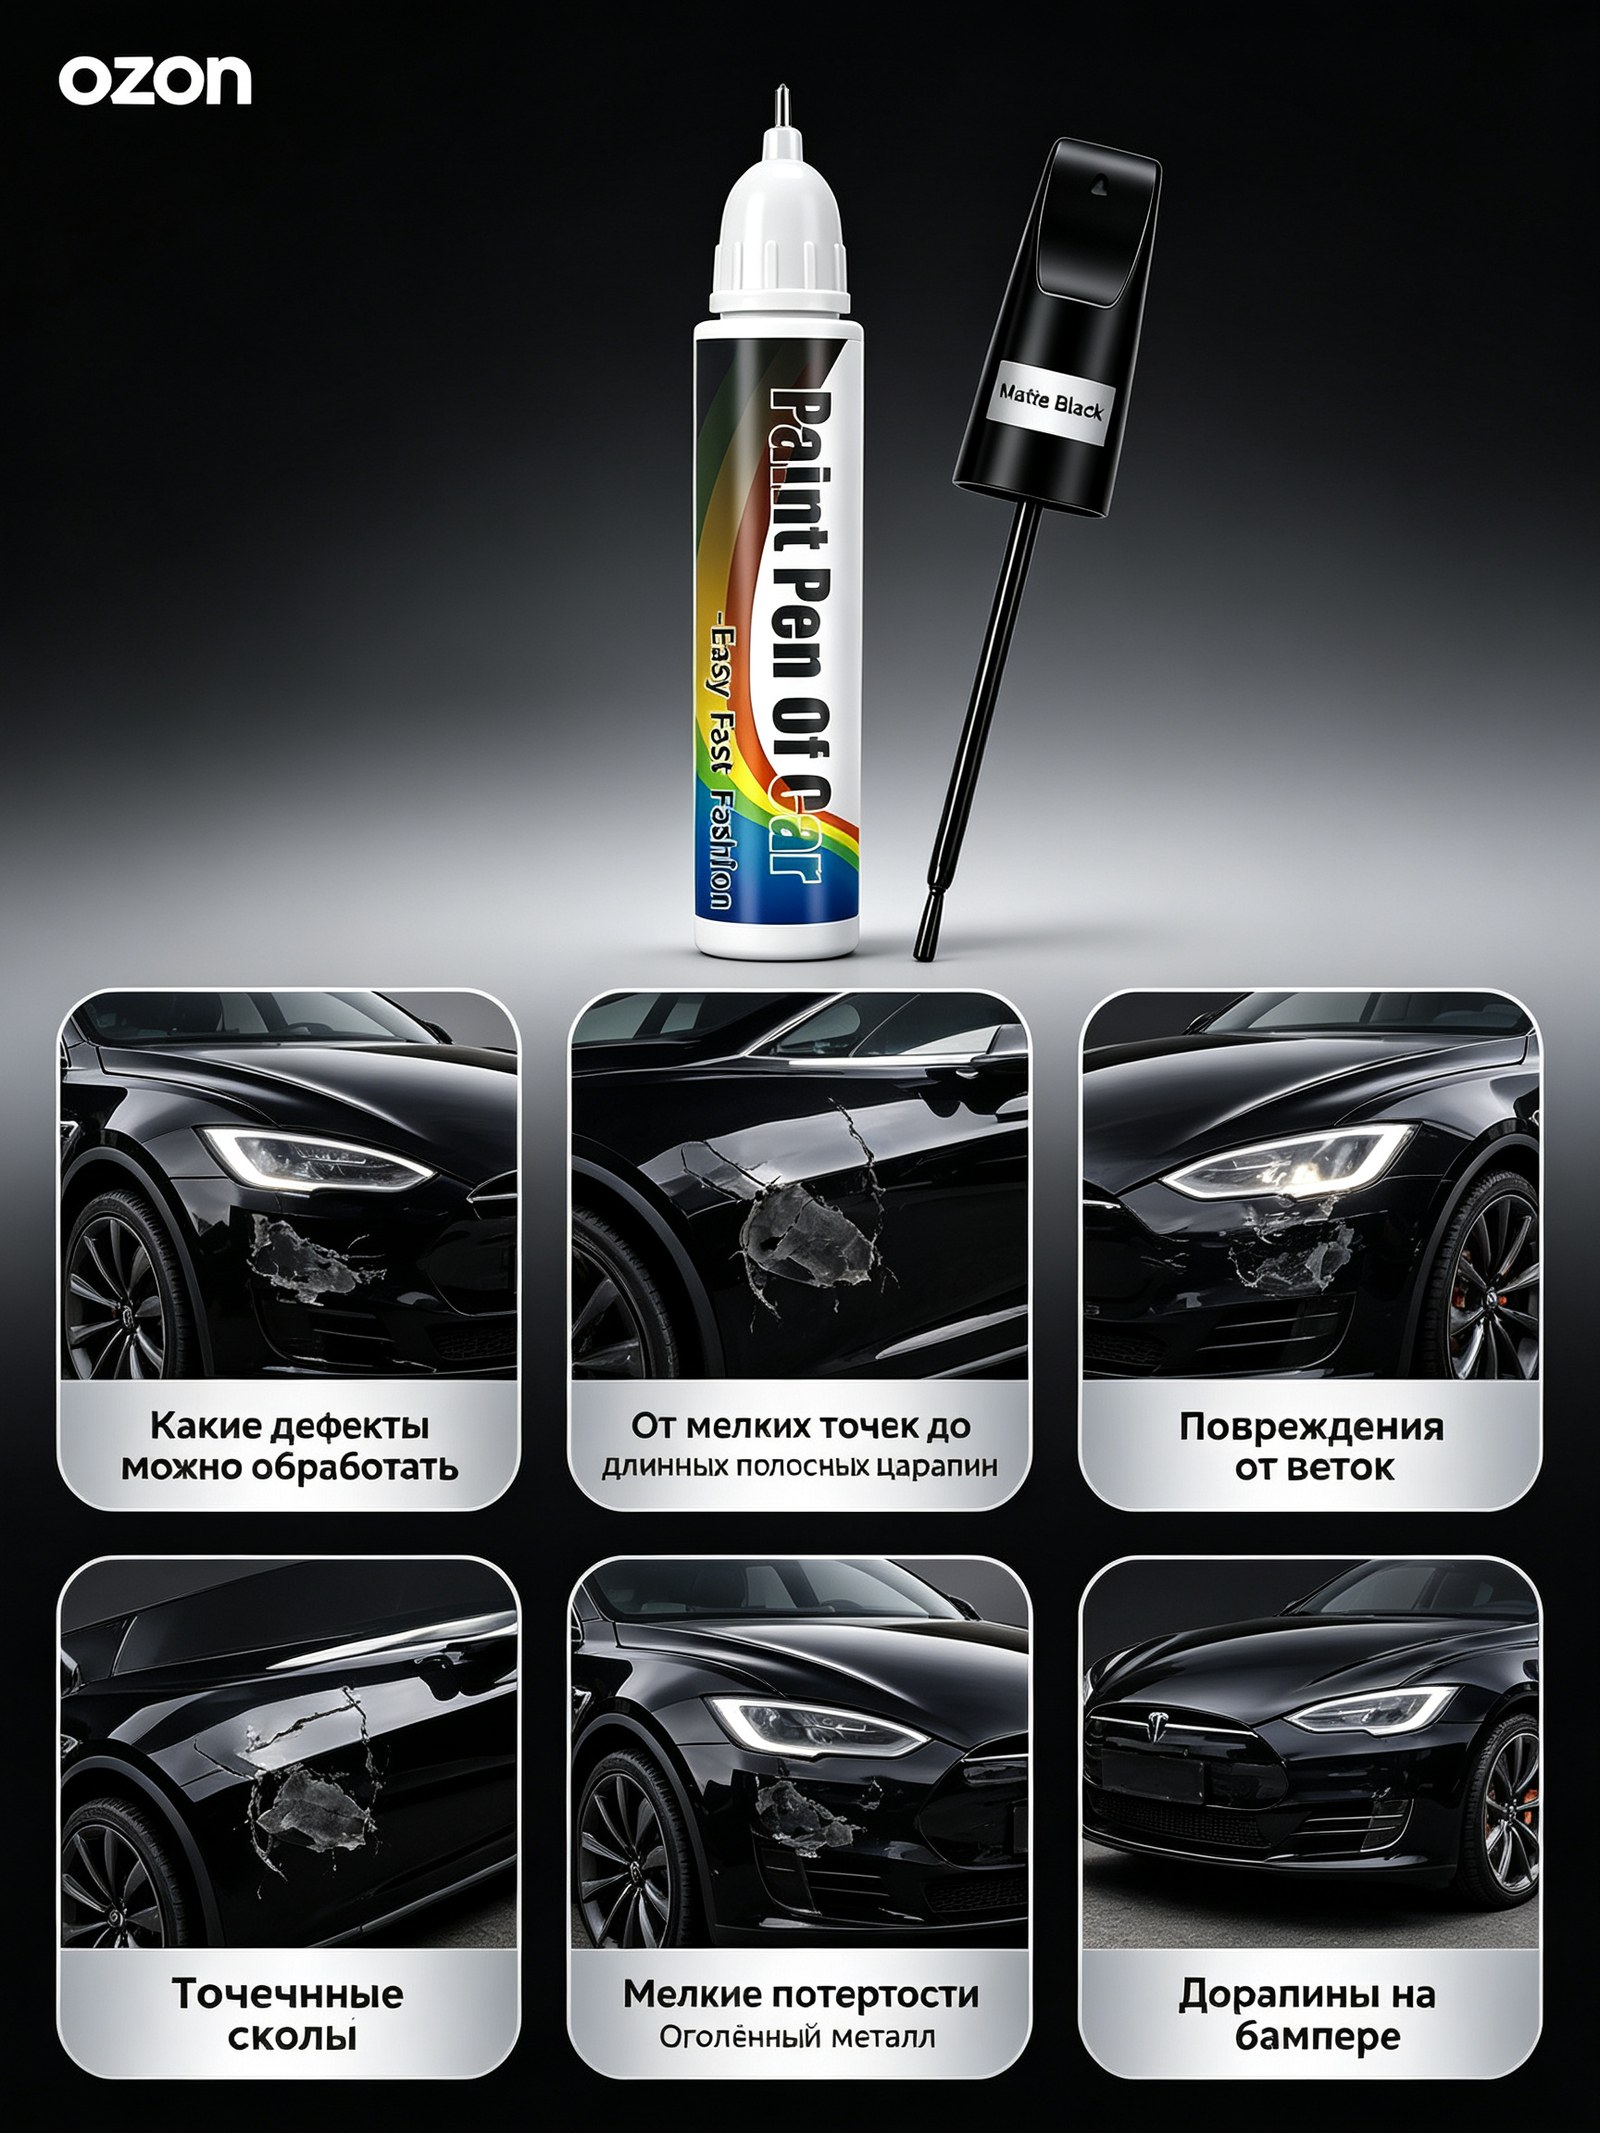 ozon
Matte Black
Paint Pen Of Car
-Easy Fast Fashion
Какие дефекты
можно обработать
От мелких точек до
длинных полосных царапин
Повреждения
от веток
Точечнные
сколы
Мелкие потертости
Оголённый металл
Дорапины на
бампере